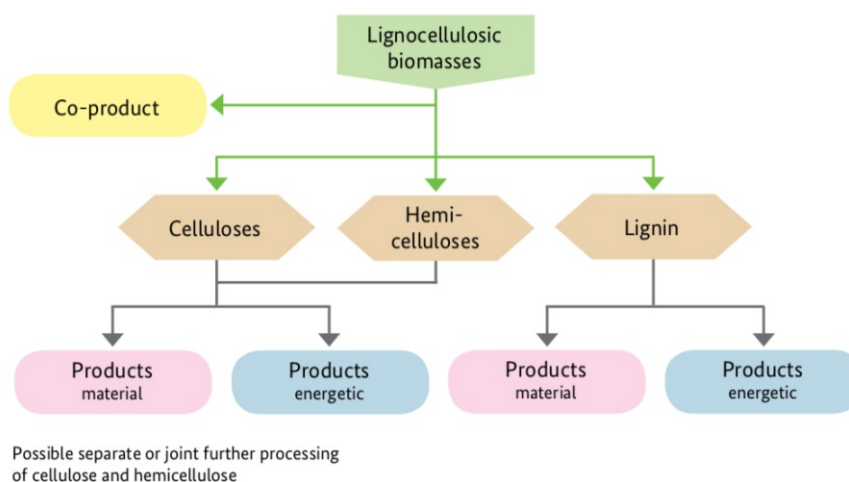 Lignocellulosic
biomasses
Co-product
Celluloses
Hemi-
celluloses
Lignin
Products
material
Products
energetic
Products
material
Products
energetic
Possible separate or joint further processing
of cellulose and hemicellulose